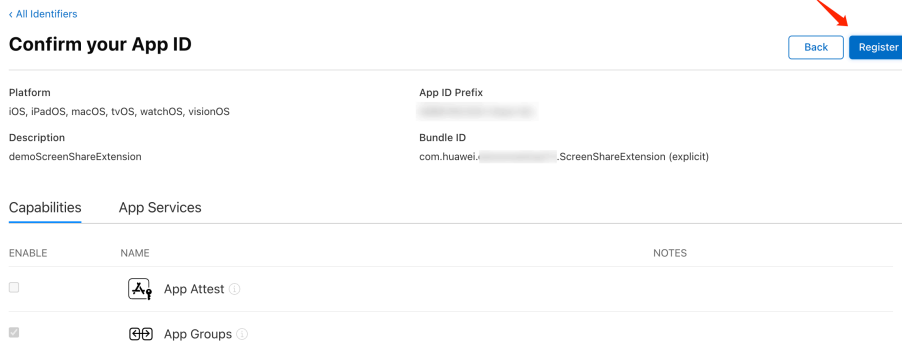 ‹ All Identifiers
Confirm your App ID
Back
Register
Platform
App ID Prefix
iOS, iPadOS, macOS, tvOS, watchOS, visionOS
Description
Bundle ID
demoScreenShareExtension
com.huawei. .ScreenShareExtension (explicit)
Capabilities
App Services
ENABLE NAME NOTES
App Attest
App Groups